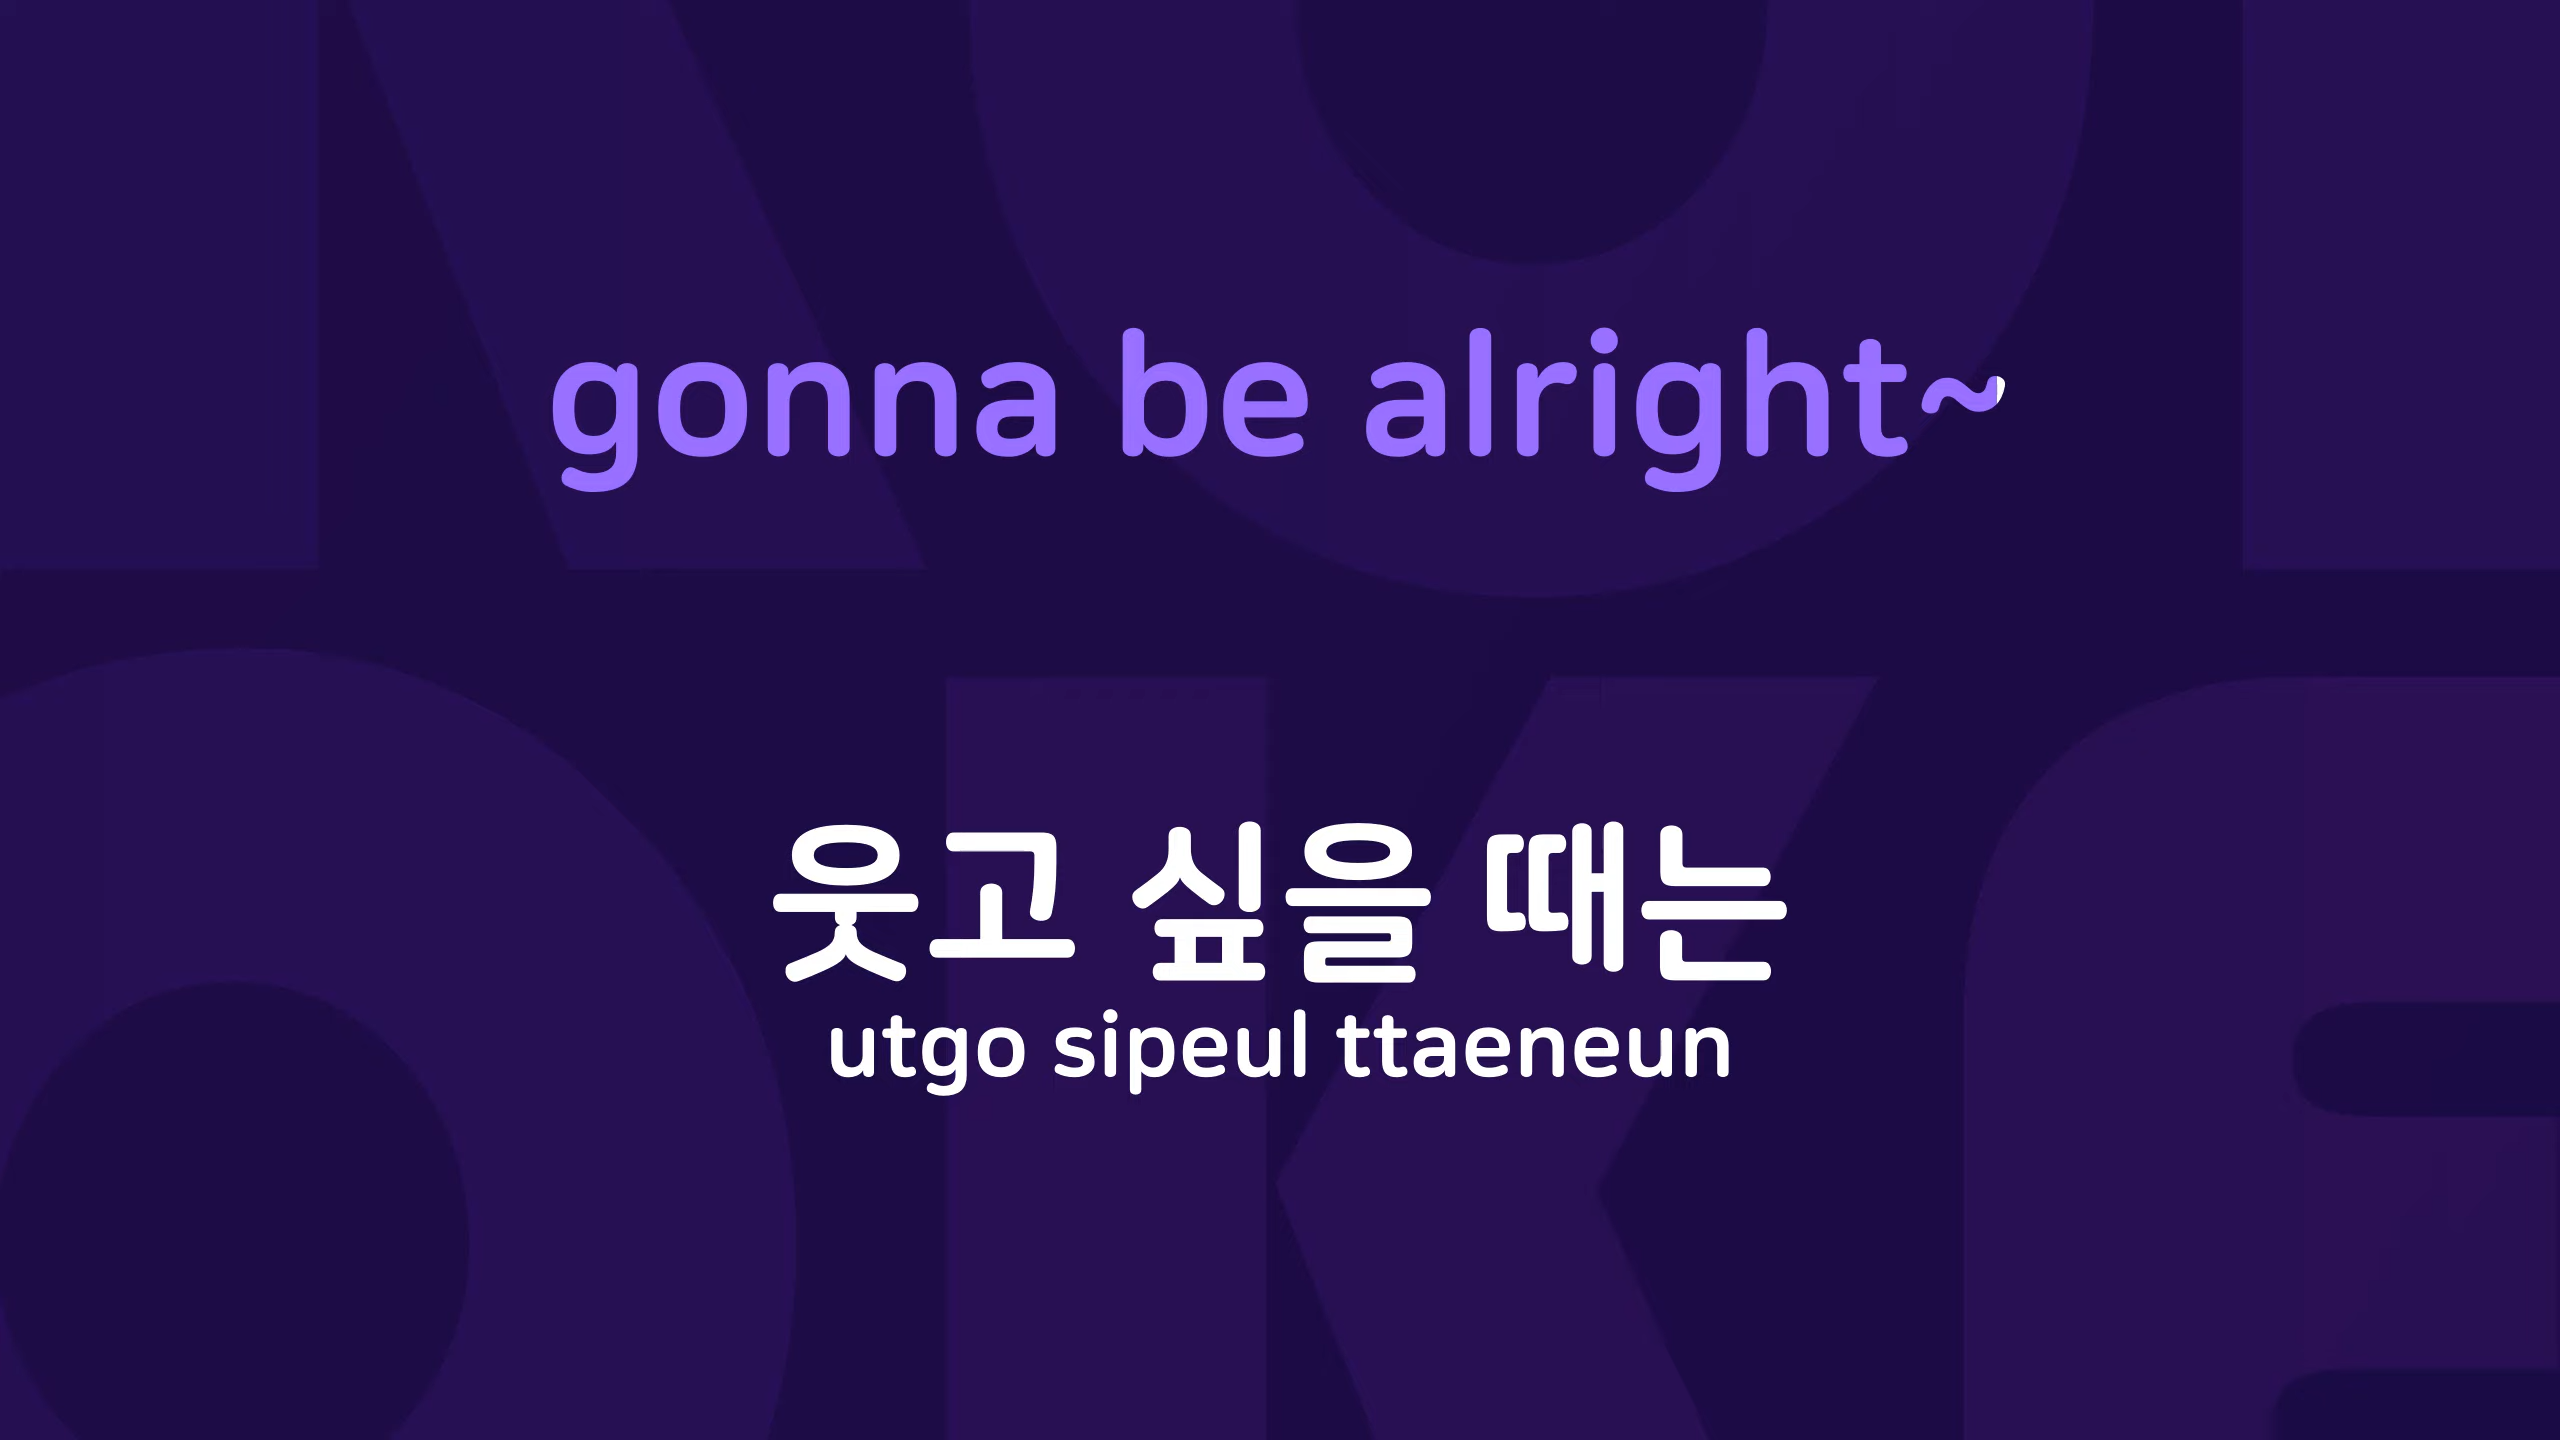 gonna be alright~
웃고 싶을 때는
utgo sipeul ttaeneun